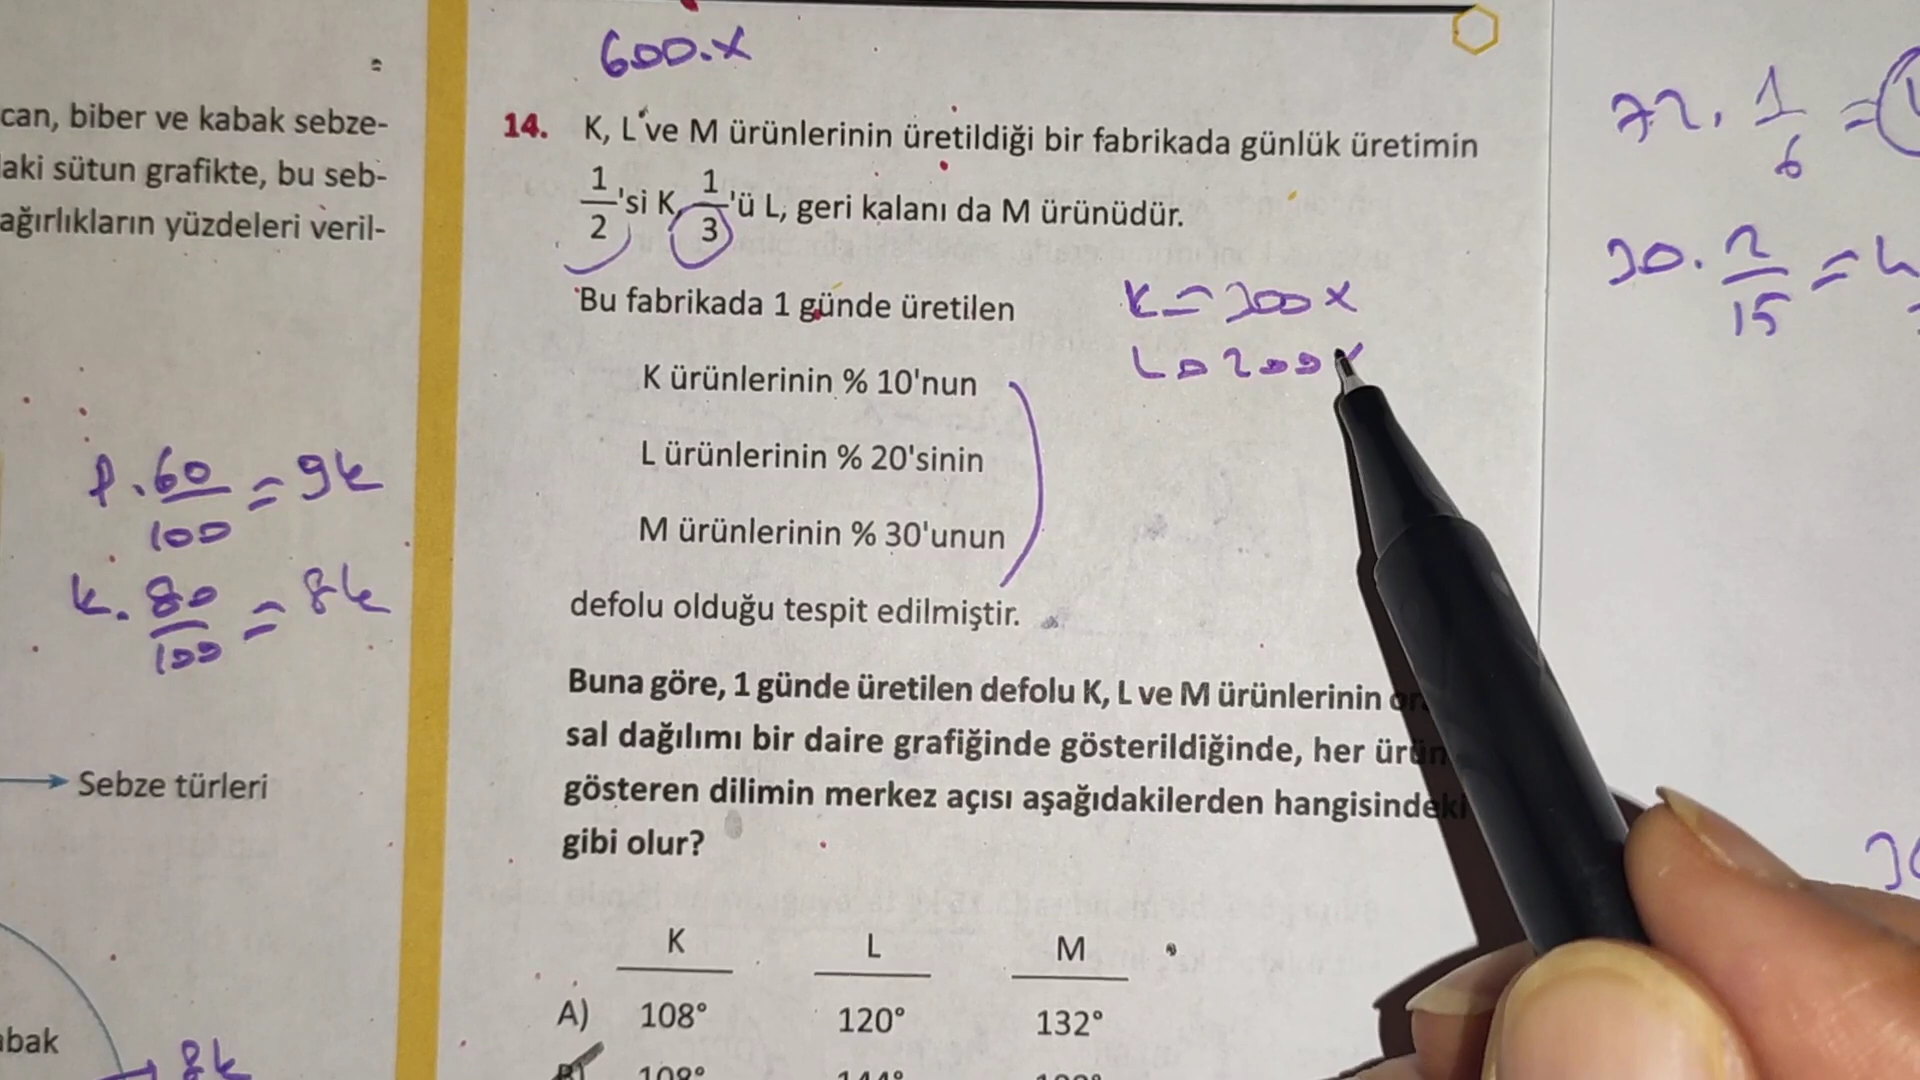 can, biber ve kabak sebze-
aki sütun grafikte, bu seb-
ağırlıkların yüzdeleri veril-
P . 60/100 = 9k
k . 80/100 = 8k
Sebze türleri
bak
8k
600.x
14. K, L ve M ürünlerinin üretildiği bir fabrikada günlük üretimin
1/2 'si K, 1/3 'ü L, geri kalanı da M ürünüdür.
Bu fabrikada 1 günde üretilen
K ürünlerinin % 10'nun
L ürünlerinin % 20'sinin
M ürünlerinin % 30'unun
defolu olduğu tespit edilmiştir.
K = 300x
L = 200x
Buna göre, 1 günde üretilen defolu K, L ve M ürünlerinin
sal dağılımı bir daire grafiğinde gösterildiğinde, her ürün
gösteren dilimin merkez açısı aşağıdakilerden hangisindeki
gibi olur?
K L M
A) 108° 120° 132°
B) 108° 144°
72 . 1/6 =
30 . 2/15 = 4